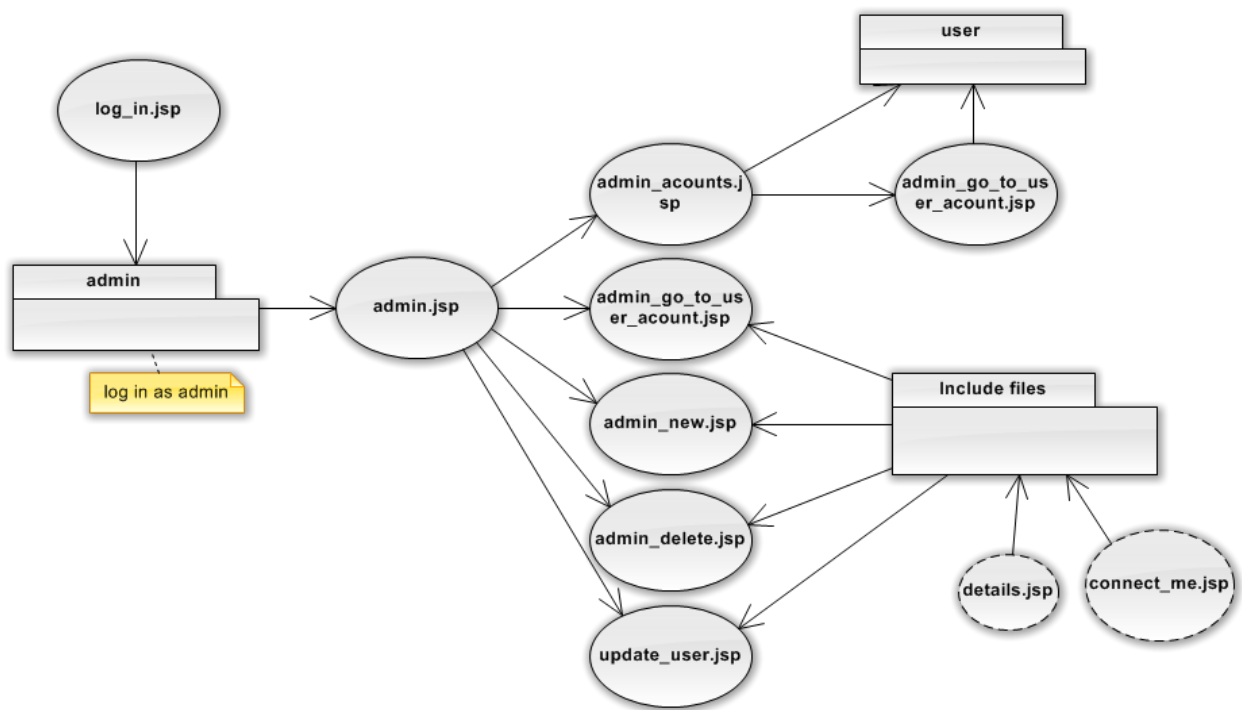 user
log_in.jsp
admin_acounts.j
sp
admin_go_to_us
er_acount.jsp
admin
admin.jsp
admin_go_to_us
er_acount.jsp
log in as admin
Include files
admin_new.jsp
admin_delete.jsp
details.jsp
connect_me.jsp
update_user.jsp